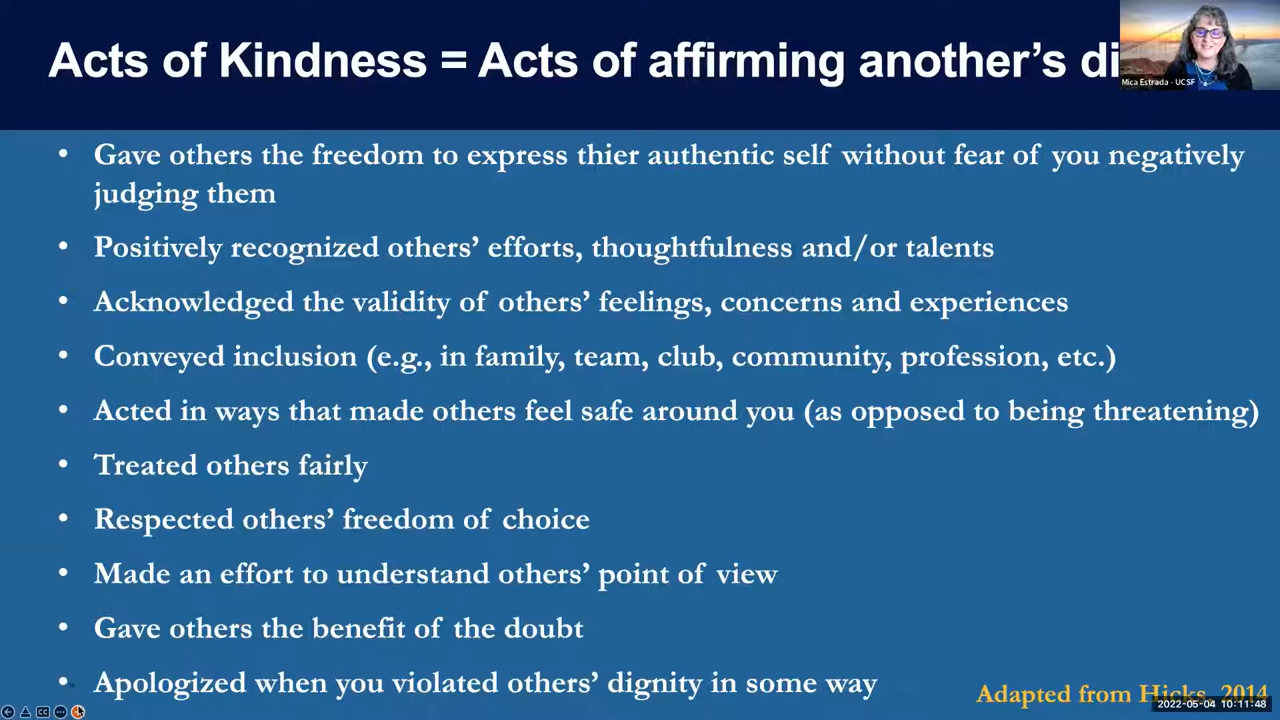 Acts of Kindness = Acts of affirming another's di
Mica Estrada - UCSF
• Gave others the freedom to express thier authentic self without fear of you negatively
judging them
• Positively recognized others' efforts, thoughtfulness and/or talents
• Acknowledged the validity of others' feelings, concerns and experiences
• Conveyed inclusion (e.g., in family, team, club, community, profession, etc.)
• Acted in ways that made others feel safe around you (as opposed to being threatening)
• Treated others fairly
• Respected others' freedom of choice
• Made an effort to understand others' point of view
• Gave others the benefit of the doubt
• Apologized when you violated others' dignity in some way
Adapted from Hicks, 2014
2022-05-04 10:11:48